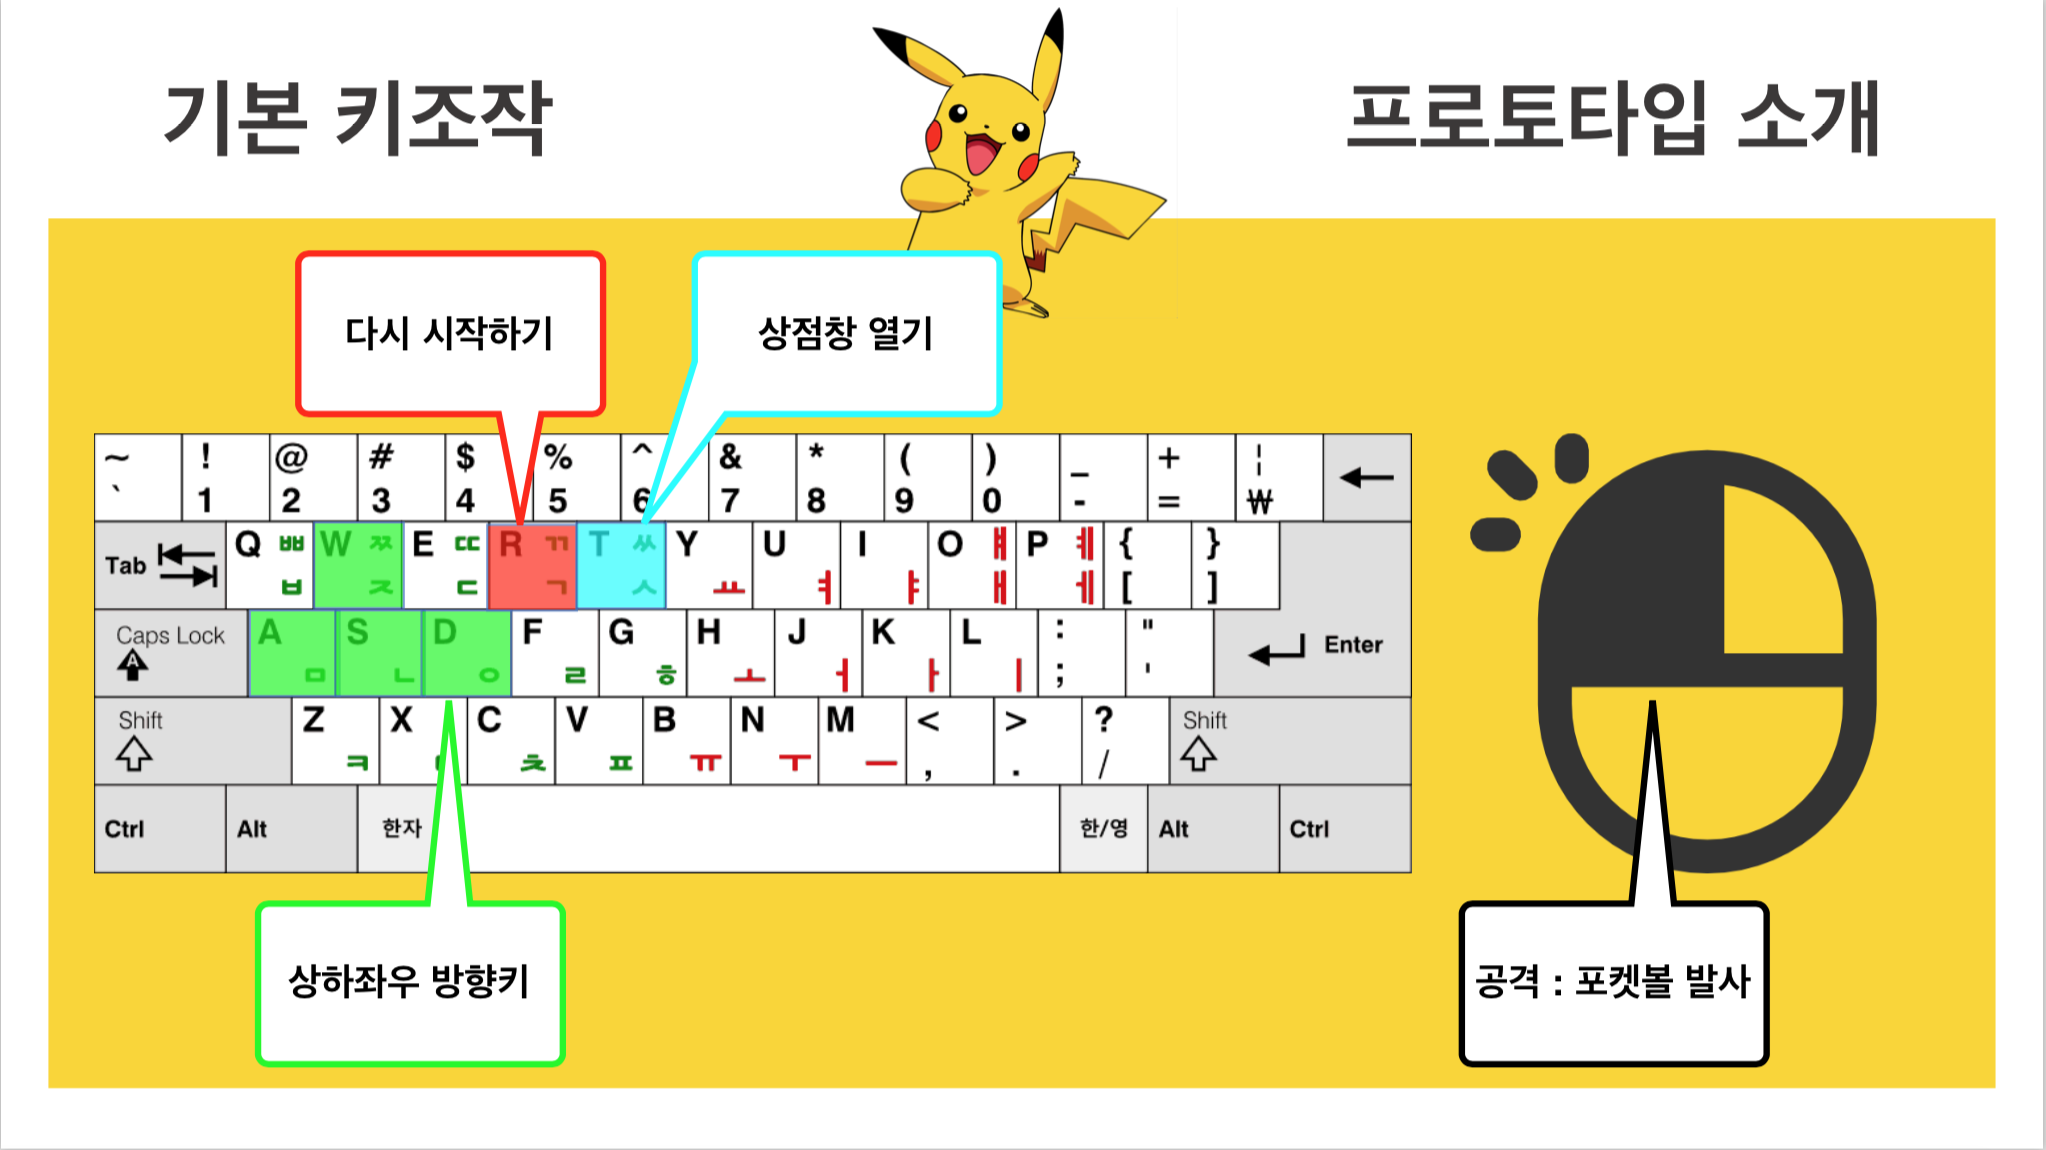 기본 키조작
프로토타입 소개
다시 시작하기
상점창 열기
~ ! @ # $ % ^ & * ( ) _ + ¦
` 1 2 3 4 5 6 7 8 9 0 - = ₩
Tab Q ㅃ W ㅉ E ㄸ R ㄲ T ㅆ Y U I O ㅒ P ㅖ { }
ㅂ ㅈ ㄷ ㄱ ㅅ ㅛ ㅕ ㅑ ㅐ ㅔ [ ]
Caps Lock A S D F G H J K L : " Enter
A ㅁ ㄴ ㅇ ㄹ ㅎ ㅗ ㅓ ㅏ ㅣ ; '
Shift Z X C V B N M < > ? Shift
ㅋ ㅊ ㅍ ㅠ ㅜ ㅡ , . /
Ctrl Alt 한자 한/영 Alt Ctrl
상하좌우 방향키
공격 : 포켓볼 발사